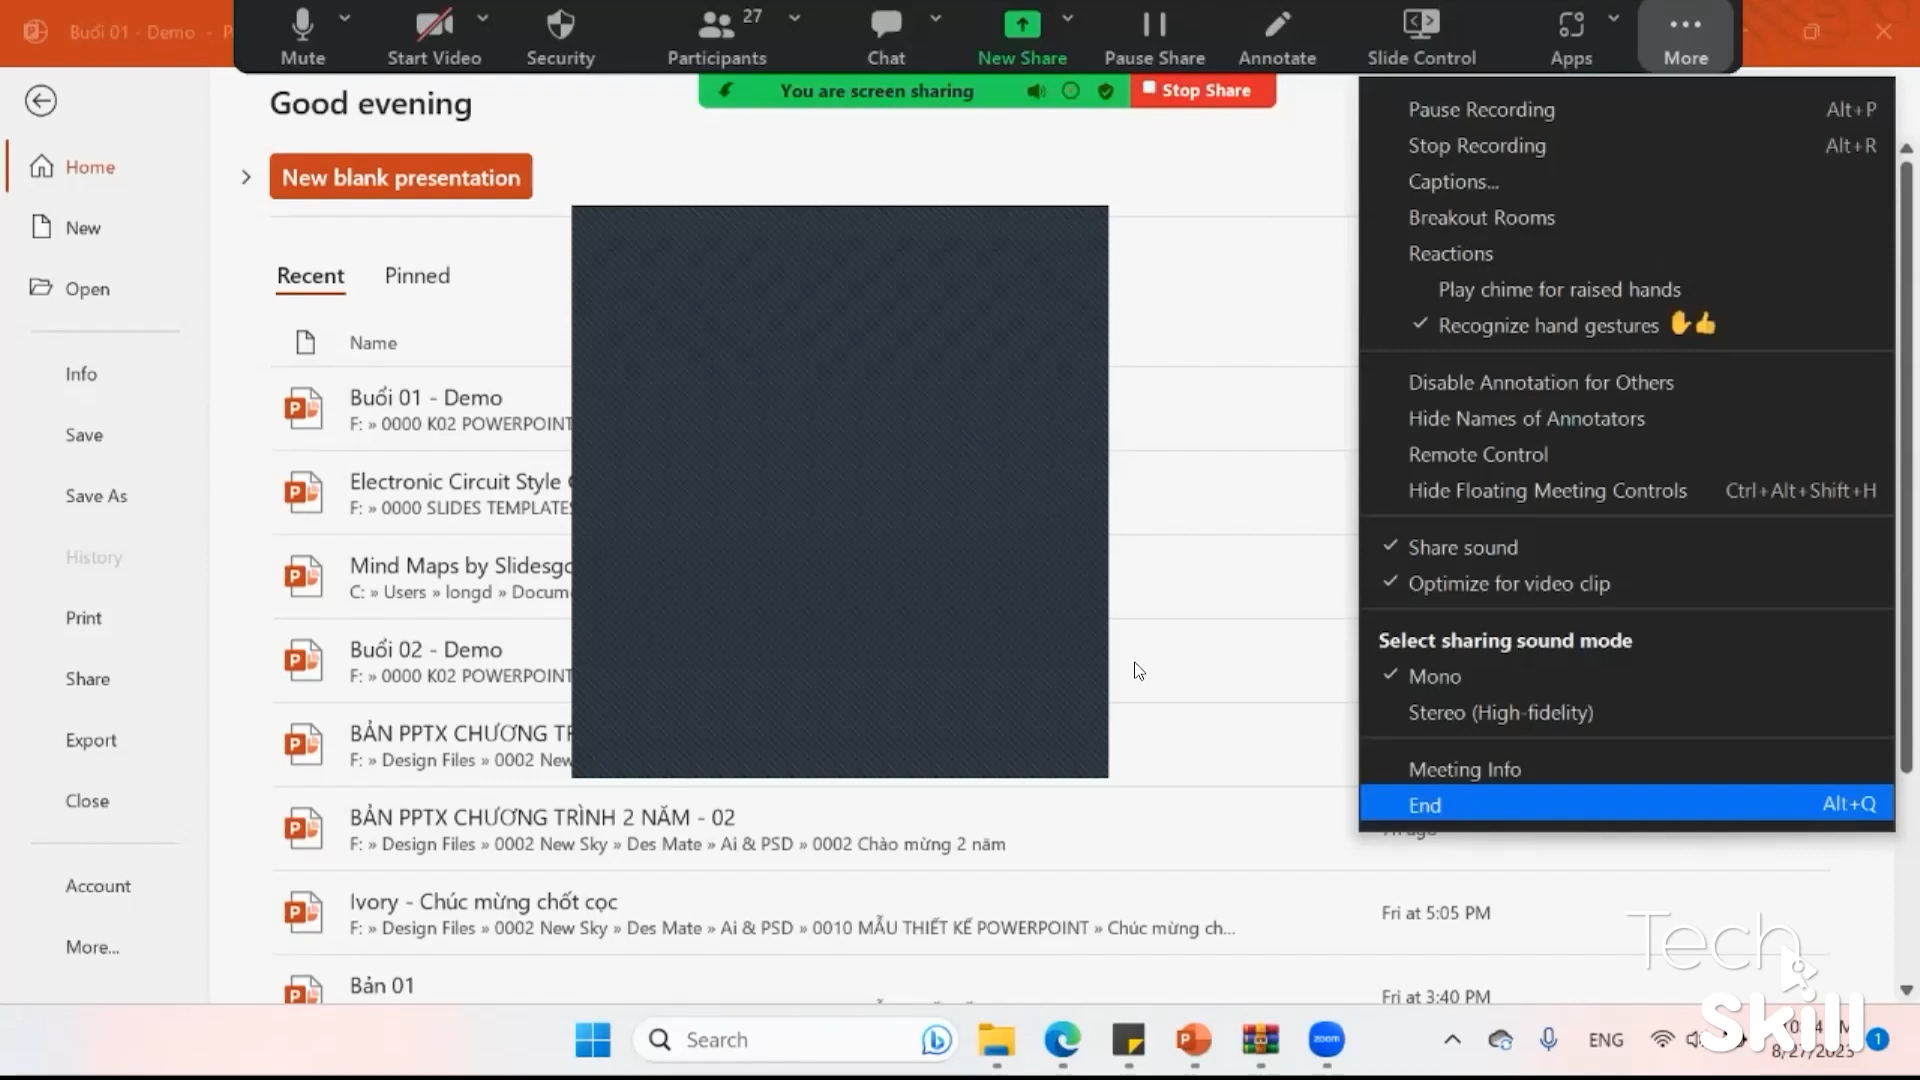 Buổi 01 - Demo - P
Mute
Start Video
Security
Participants
27
Chat
New Share
Pause Share
Annotate
Slide Control
Apps
More
You are screen sharing
Stop Share
Good evening
New blank presentation
Home
New
Open
Info
Save
Save As
History
Print
Share
Export
Close
Account
More...
Recent
Pinned
Name
Buổi 01 - Demo
F: » 0000 K02 POWERPOINT
Electronic Circuit Style
F: » 0000 SLIDES TEMPLATES
Mind Maps by Slidesgo
C: » Users » longd » Docum
Buổi 02 - Demo
F: » 0000 K02 POWERPOINT
BẢN PPTX CHƯƠNG TR
F: » Design Files » 0002 New
BẢN PPTX CHƯƠNG TRÌNH 2 NĂM - 02
F: » Design Files » 0002 New Sky » Des Mate » Ai & PSD » 0002 Chào mừng 2 năm
Ivory - Chúc mừng chốt cọc
F: » Design Files » 0002 New Sky » Des Mate » Ai & PSD » 0010 MẪU THIẾT KẾ POWERPOINT » Chúc mừng ch...
Fri at 5:05 PM
Bản 01
Fri at 3:40 PM
Pause Recording Alt+P
Stop Recording Alt+R
Captions...
Breakout Rooms
Reactions
Play chime for raised hands
Recognize hand gestures
Disable Annotation for Others
Hide Names of Annotators
Remote Control
Hide Floating Meeting Controls Ctrl+Alt+Shift+H
Share sound
Optimize for video clip
Select sharing sound mode
Mono
Stereo (High-fidelity)
Meeting Info
End Alt+Q
Tech
Skill
Search
zoom
ENG
8/27/2023
1